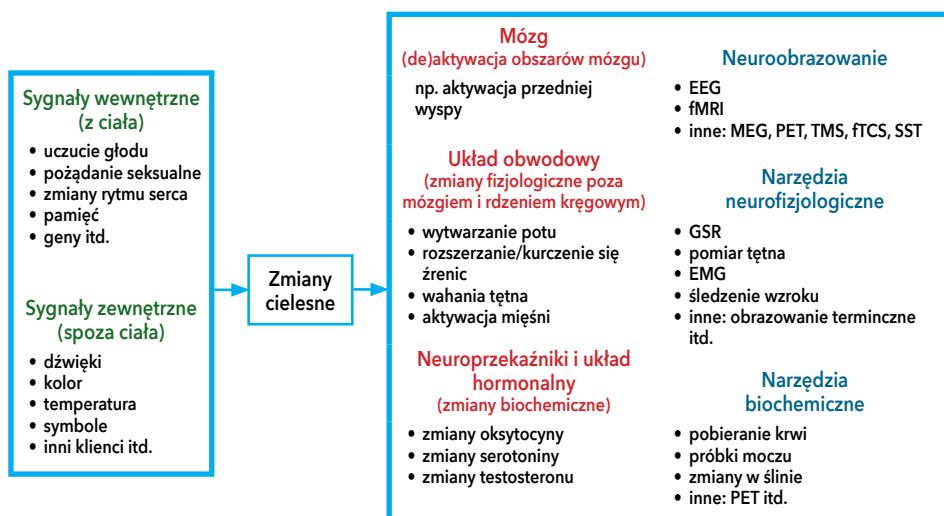 Sygnały wewnętrzne
(z ciała)
• uczucie głodu
• pożądanie seksualne
• zmiany rytmu serca
• pamięć
• geny itd.
Sygnały zewnętrzne
(spoza ciała)
• dźwięki
• kolor
• temperatura
• symbole
• inni klienci itd.
Zmiany
cielesne
Mózg
(de)aktywacja obszarów mózgu)
np. aktywacja przedniej
wyspy
Układ obwodowy
(zmiany fizjologiczne poza
mózgiem i rdzeniem kręgowym)
• wytwarzanie potu
• rozszerzanie/kurczenie się
źrenic
• wahania tętna
• aktywacja mięśni
Neuroprzekaźniki i układ
hormonalny
(zmiany biochemiczne)
• zmiany oksytocyny
• zmiany serotoniny
• zmiany testosteronu
Neuroobrazowanie
• EEG
• fMRI
• inne: MEG, PET, TMS, fTCS, SST
Narzędzia
neurofizjologiczne
• GSR
• pomiar tętna
• EMG
• śledzenie wzroku
• inne: obrazowanie terminczne
itd.
Narzędzia
biochemiczne
• pobieranie krwi
• próbki moczu
• zmiany w ślinie
• inne: PET itd.